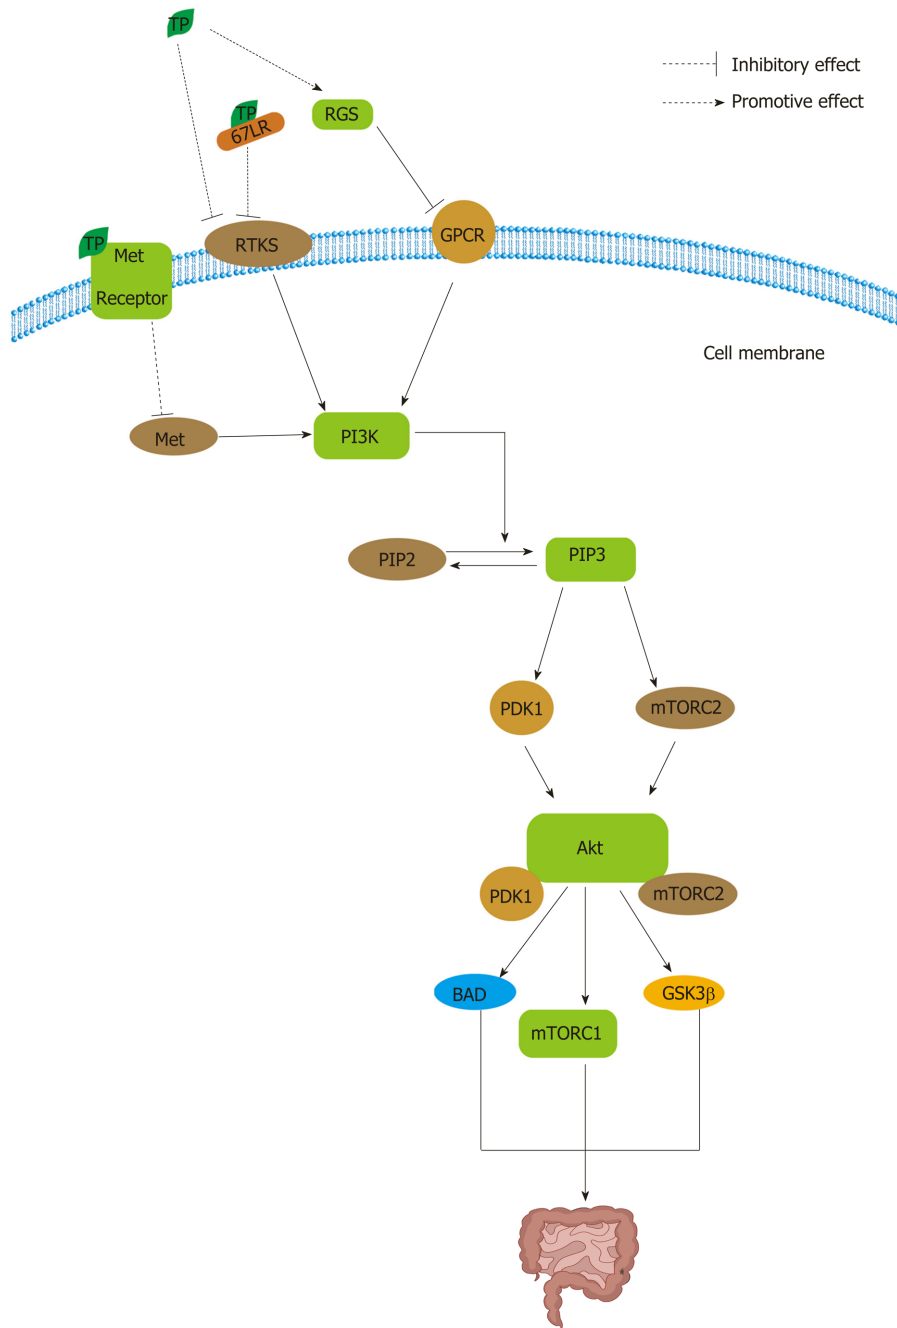 TP
Inhibitory effect
Promotive effect
TP
67LR
RGS
TP
Met
Receptor
RTKS
GPCR
Cell membrane
Met
PI3K
PIP2
PIP3
PDK1
mTORC2
Akt
PDK1
mTORC2
BAD
GSK3β
mTORC1